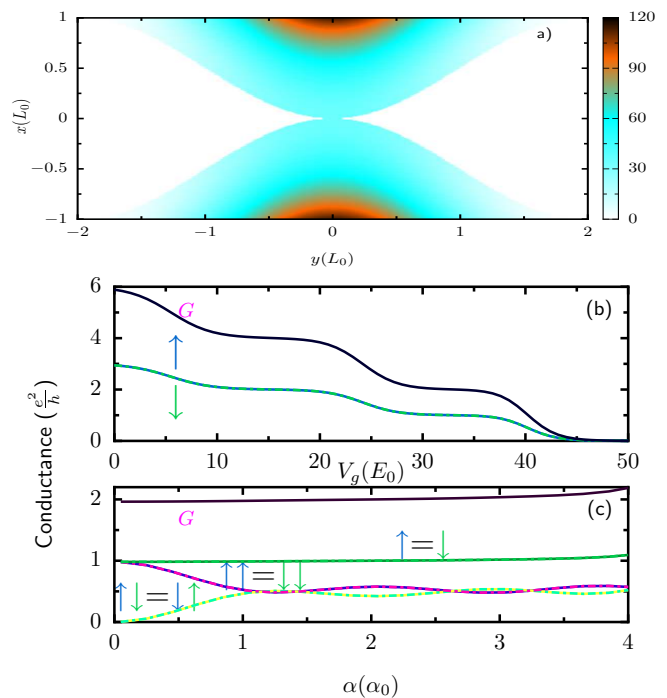 a)
1
0.5
0
−0.5
−1
x(L₀)
−2 −1 0 1 2
y(L₀)
120
90
60
30
0
(b)
6
4
2
0
G
↑
↓
0 10 20 30 40 50
V_g(E₀)
Conductance (e²/h)
(c)
2
1
0
G
↑=↓
↑↑=↓↓
↑↓=↓↑
0 1 2 3 4
α(α₀)